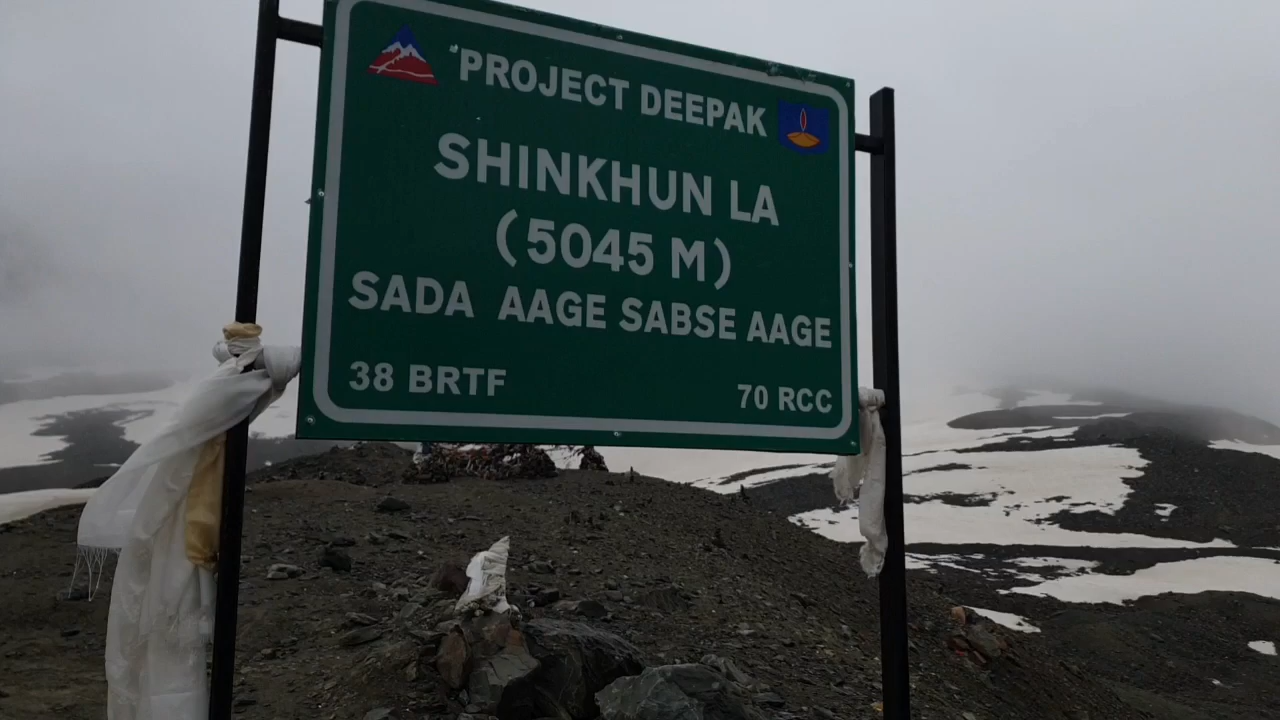 PROJECT DEEPAK
SHINKHUN LA
(5045 M)
SADA AAGE SABSE AAGE
38 BRTF 70 RCC